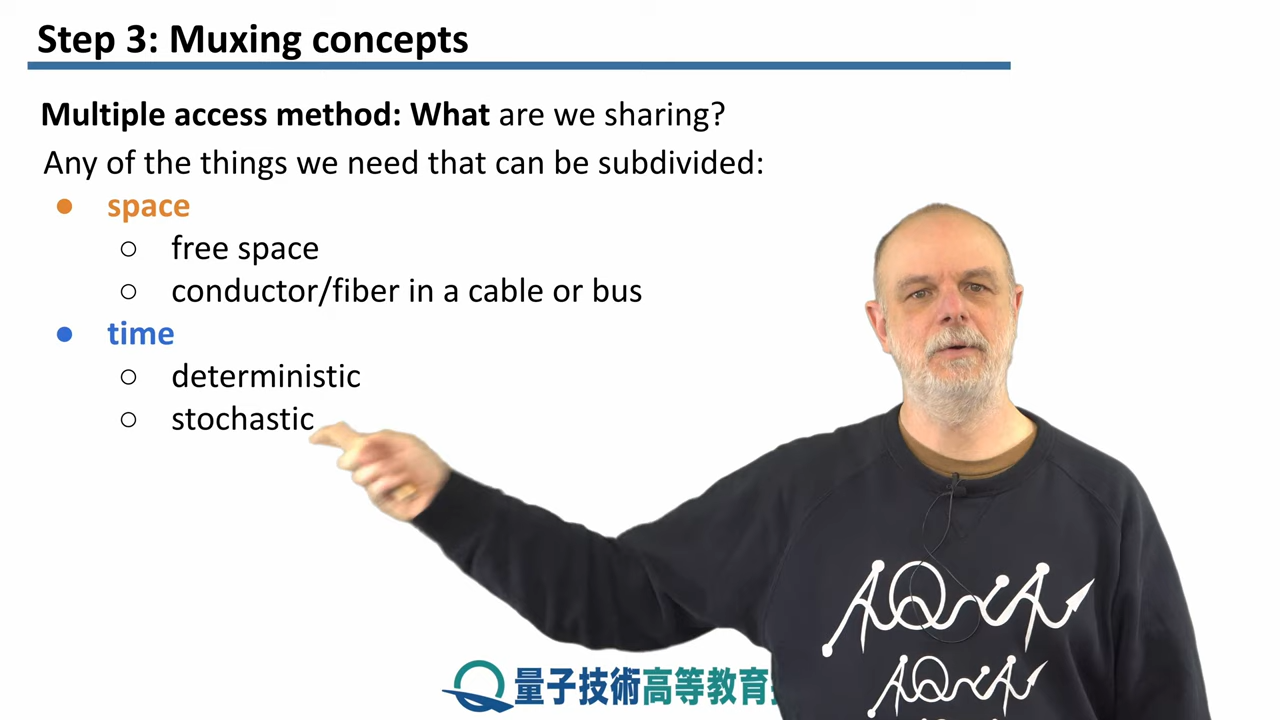 Step 3: Muxing concepts
Multiple access method: What are we sharing?
Any of the things we need that can be subdivided:
● space
○ free space
○ conductor/fiber in a cable or bus
● time
○ deterministic
○ stochastic
AQUA
AQUA
量子技術高等教育